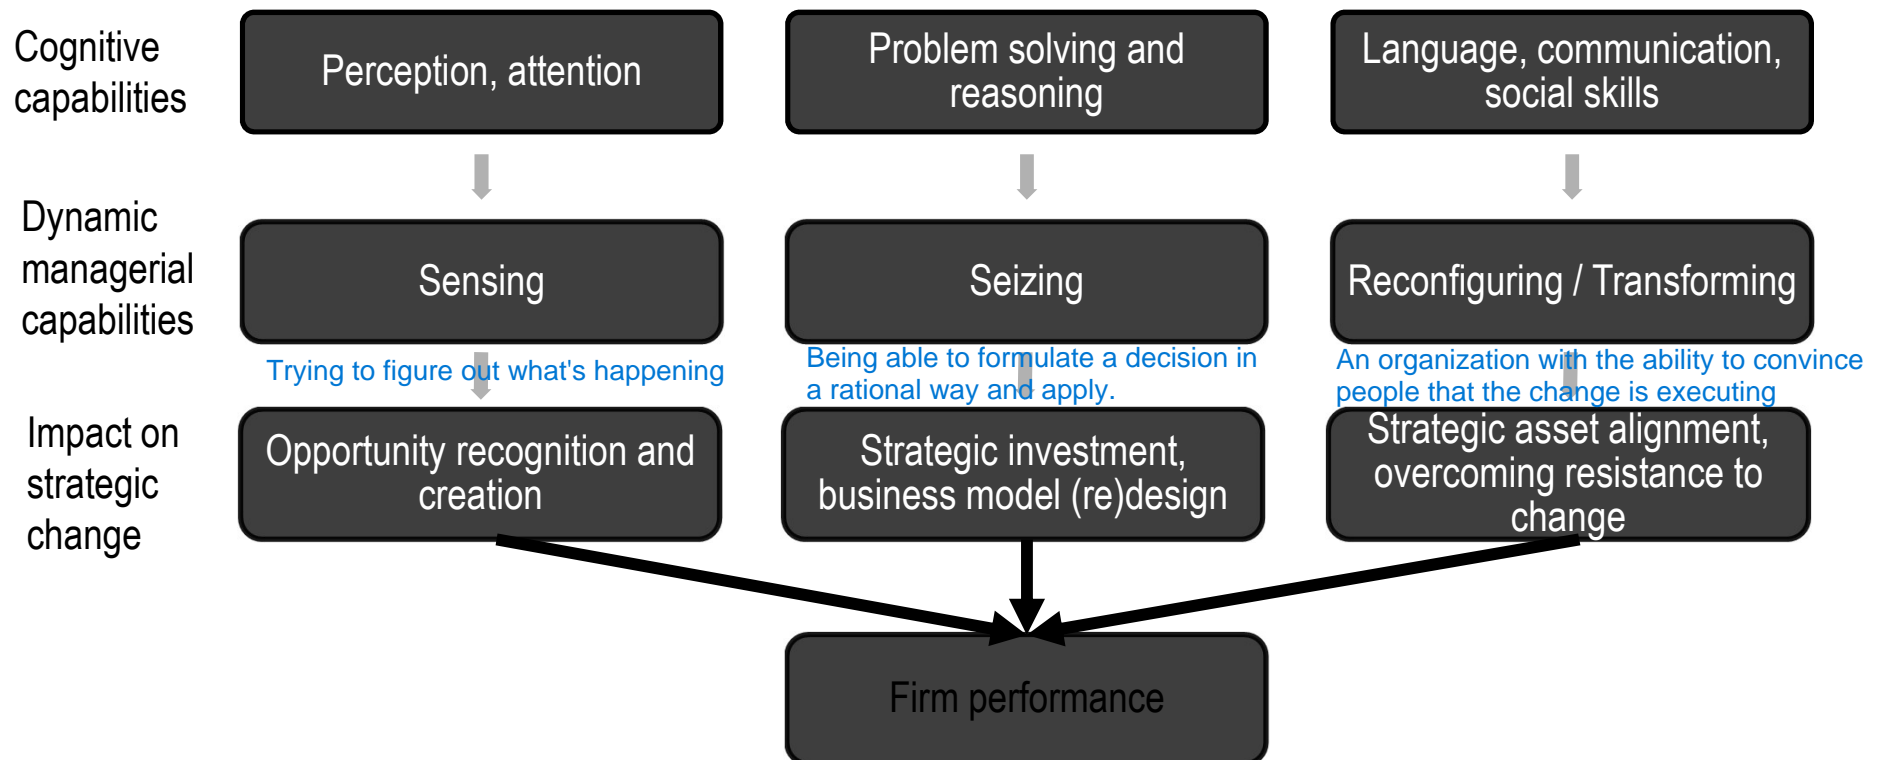 Cognitive
capabilities
Perception, attention
Problem solving and
reasoning
Language, communication,
social skills
Dynamic
managerial
capabilities
Sensing
Seizing
Reconfiguring / Transforming
Trying to figure out what's happening
Being able to formulate a decision in
a rational way and apply.
An organization with the ability to convince
people that the change is executing
Impact on
strategic
change
Opportunity recognition and
creation
Strategic investment,
business model (re)design
Strategic asset alignment,
overcoming resistance to
change
Firm performance